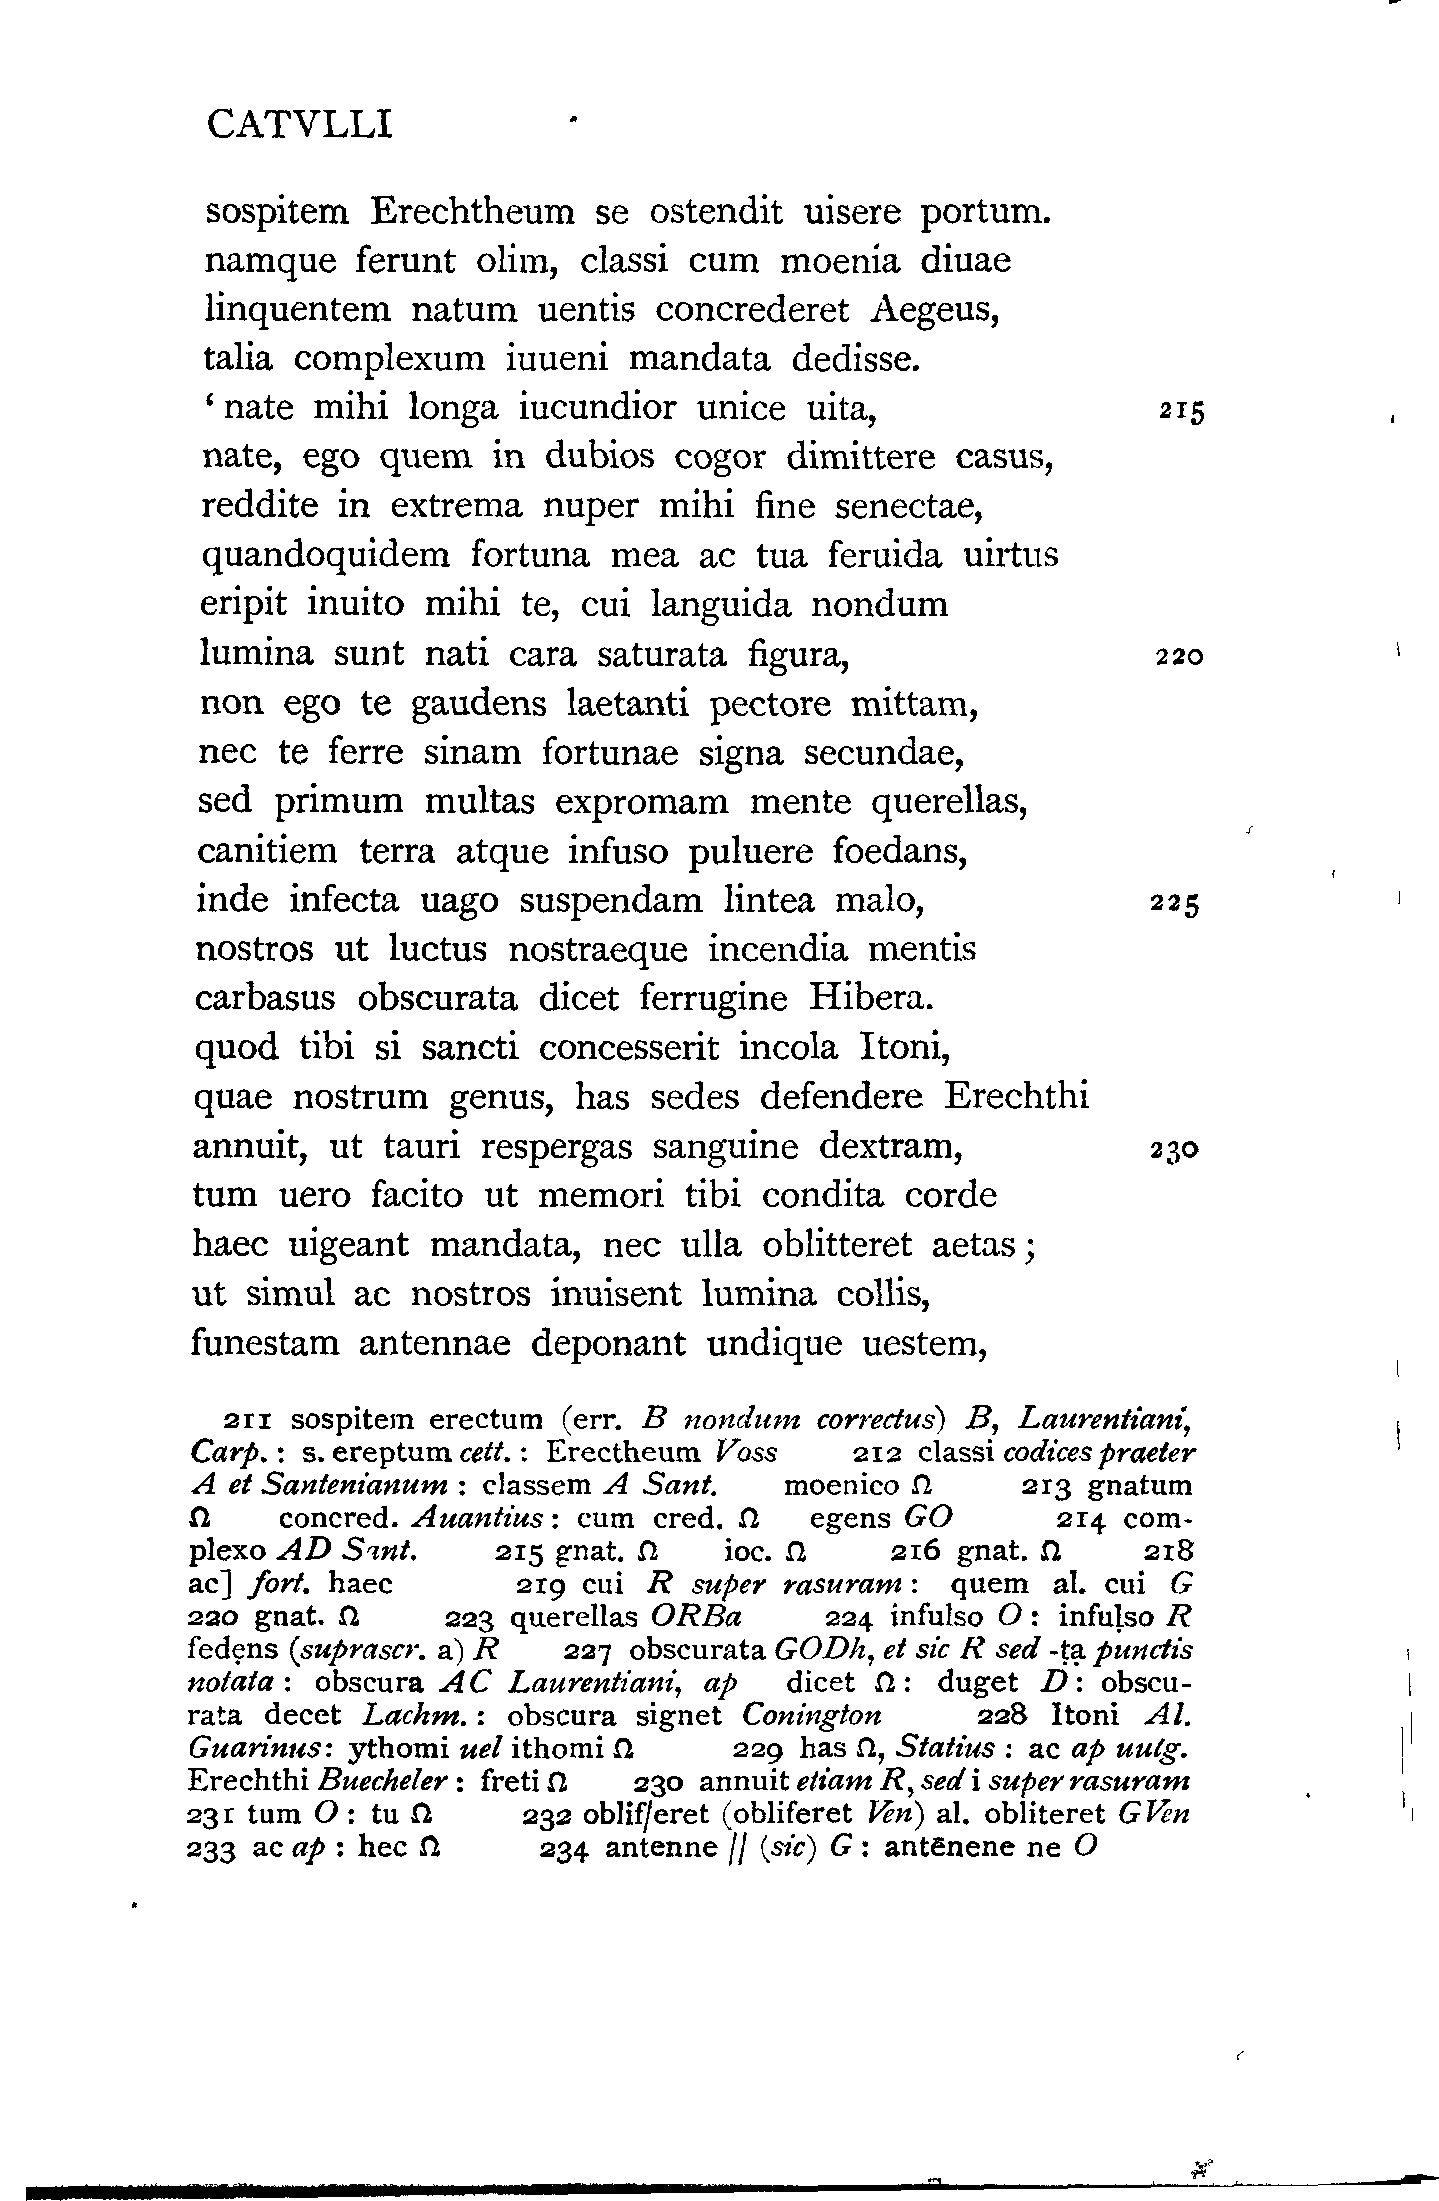 CATVLLI
sospitem Erechtheum se ostendit uisere portum.
namque ferunt olim, classi cum moenia diuae
linquentem natum uentis concrederet Aegeus,
talia complexum iuueni mandata dedisse.
‘ nate mihi longa iucundior unice uita, 215
nate, ego quem in dubios cogor dimittere casus,
reddite in extrema nuper mihi fine senectae,
quandoquidem fortuna mea ac tua feruida uirtus
eripit inuito mihi te, cui languida nondum
lumina sunt nati cara saturata figura, 220
non ego te gaudens laetanti pectore mittam,
nec te ferre sinam fortunae signa secundae,
sed primum multas expromam mente querellas,
canitiem terra atque infuso puluere foedans,
inde infecta uago suspendam lintea malo, 225
nostros ut luctus nostraeque incendia mentis
carbasus obscurata dicet ferrugine Hibera.
quod tibi si sancti concesserit incola Itoni,
quae nostrum genus, has sedes defendere Erechthi
annuit, ut tauri respergas sanguine dextram, 230
tum uero facito ut memori tibi condita corde
haec uigeant mandata, nec ulla oblitteret aetas ;
ut simul ac nostros inuisent lumina collis,
funestam antennae deponant undique uestem,
211 sospitem erectum (err. B nondum correctus) B, Laurentiani,
Carp. : s. ereptum cett. : Erectheum Voss 212 classi codices praeter
A et Santenianum : classem A Sant. moenico Ω 213 gnatum
Ω concred. Auantius : cum cred. Ω egens GO 214 com-
plexo AD Sant. 215 gnat. Ω ioc. Ω 216 gnat. Ω 218
ac] fort. haec 219 cui R super rasuram : quem al. cui G
220 gnat. Ω 223 querellas ORBa 224 infulso O : infuḷso R
fedẹns (suprascr. a) R 227 obscurata GODh, et sic R sed -ṭạ punctis
notata : obscura AC Laurentiani, ap dicet Ω : duget D : obscu-
rata decet Lachm. : obscura signet Conington 228 Itoni Al.
Guarinus : ythomi uel ithomi Ω 229 has Ω, Statius : ac ap uulg.
Erechthi Buecheler : freti Ω 230 annuit etiam R, sed i super rasuram
231 tum O : tu Ω 232 oblif/eret (obliferet Ven) al. obliteret G Ven
233 ac ap : hec Ω 234 antenne // (sic) G : antēnene ne O